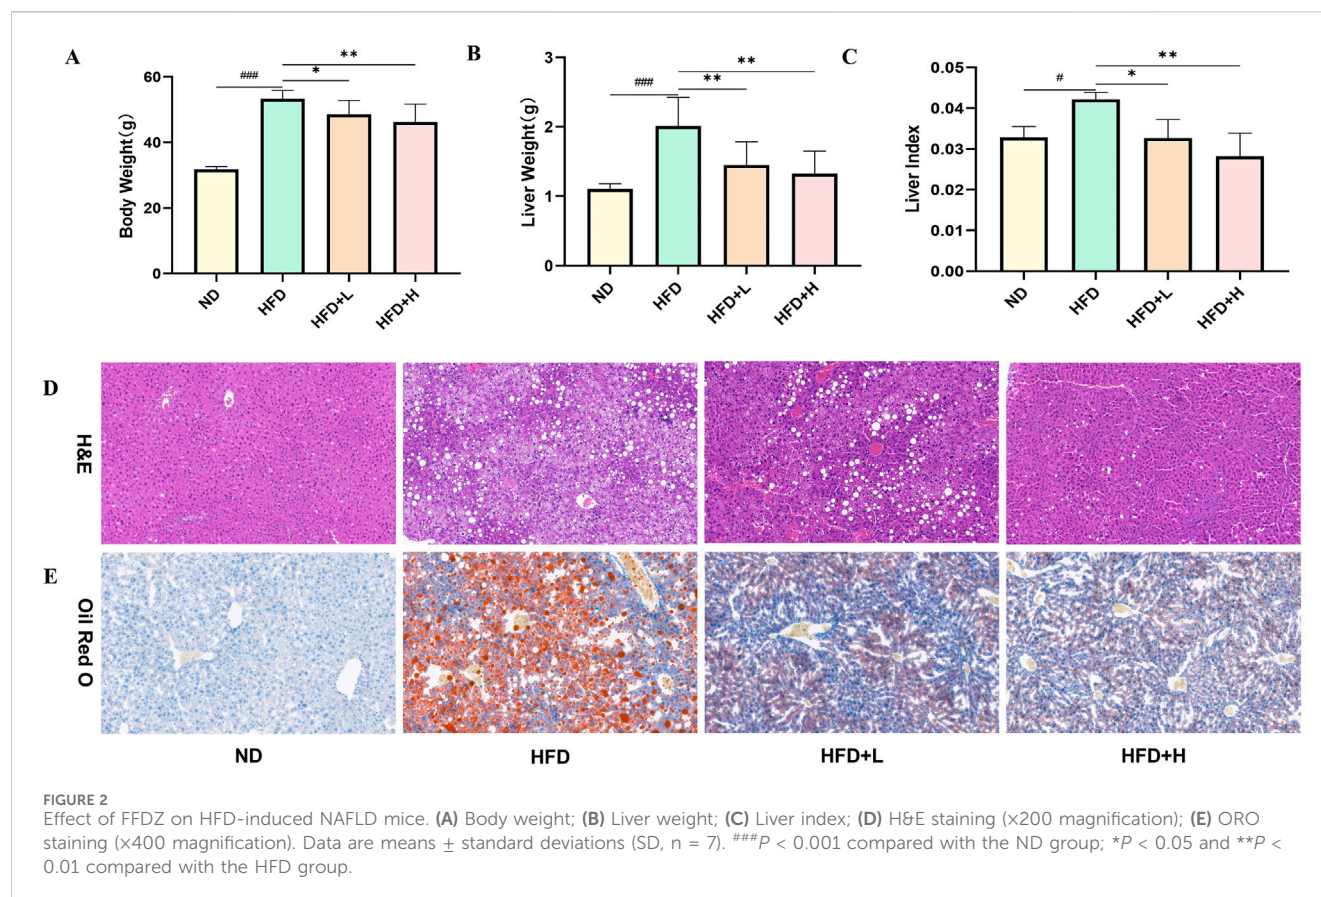 A
B
C
### * **
### ** **
# * **
Body Weight(g)
60
40
20
0
ND HFD HFD+L HFD+H
Liver Weight(g)
3
2
1
0
ND HFD HFD+L HFD+H
Liver Index
0.05
0.04
0.03
0.02
0.01
0.00
ND HFD HFD+L HFD+H
D
H&E
E
Oil Red O
ND HFD HFD+L HFD+H
FIGURE 2
Effect of FFDZ on HFD-induced NAFLD mice. (A) Body weight; (B) Liver weight; (C) Liver index; (D) H&E staining (×200 magnification); (E) ORO
staining (×400 magnification). Data are means ± standard deviations (SD, n = 7). ###P < 0.001 compared with the ND group; *P < 0.05 and **P <
0.01 compared with the HFD group.